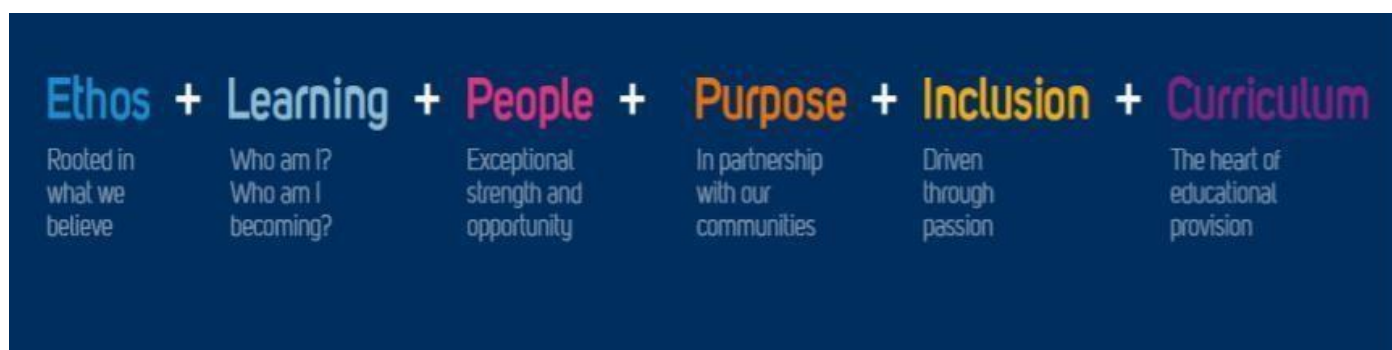 Ethos + Learning + People + Purpose + Inclusion + Curriculum
Rooted in
what we
believe
Who am I?
Who am I
becoming?
Exceptional
strength and
opportunity
In partnership
with our
communities
Driven
through
passion
The heart of
educational
provision